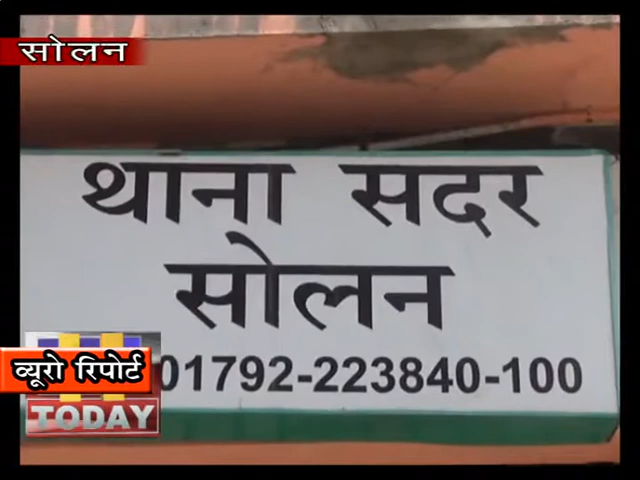 सोलन
थाना सदर
सोलन
01792-223840-100
व्यूरो रिपोर्ट
TODAY